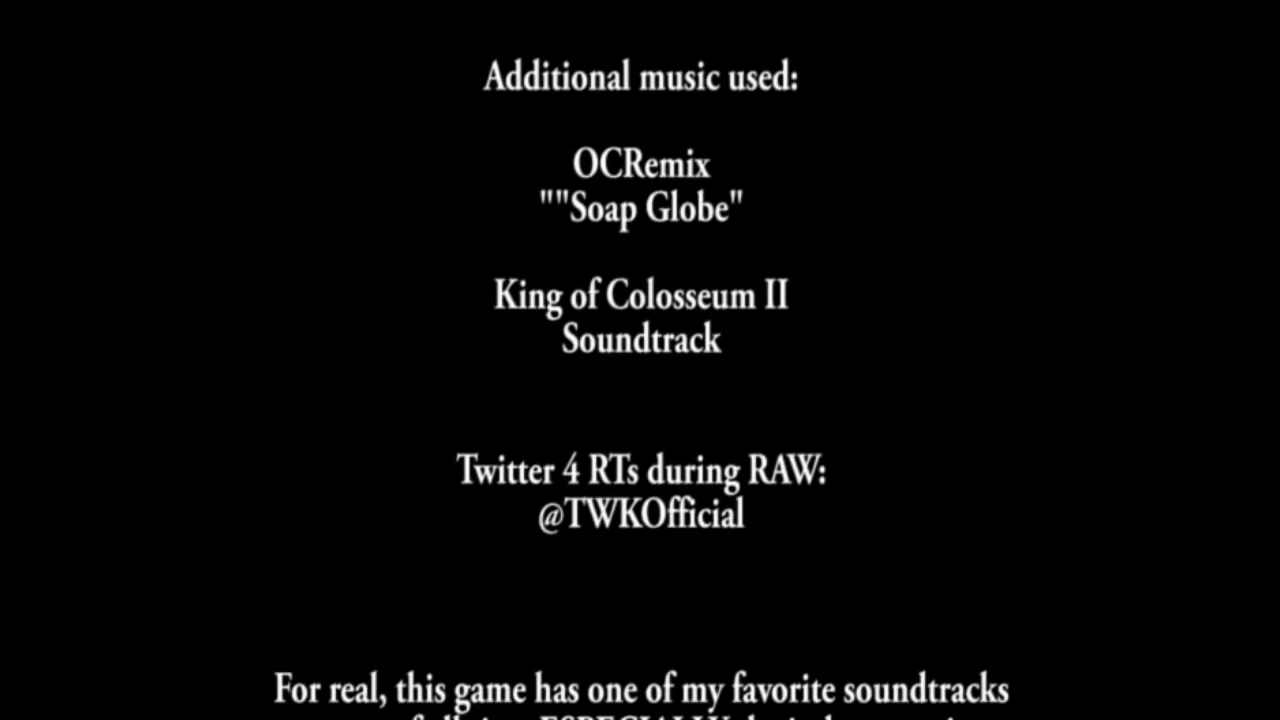 Additional music used:
OCRemix
""Soap Globe"
King of Colosseum II
Soundtrack
Twitter 4 RTs during RAW:
@TWKOfficial
For real, this game has one of my favorite soundtracks
ESPECIALLY